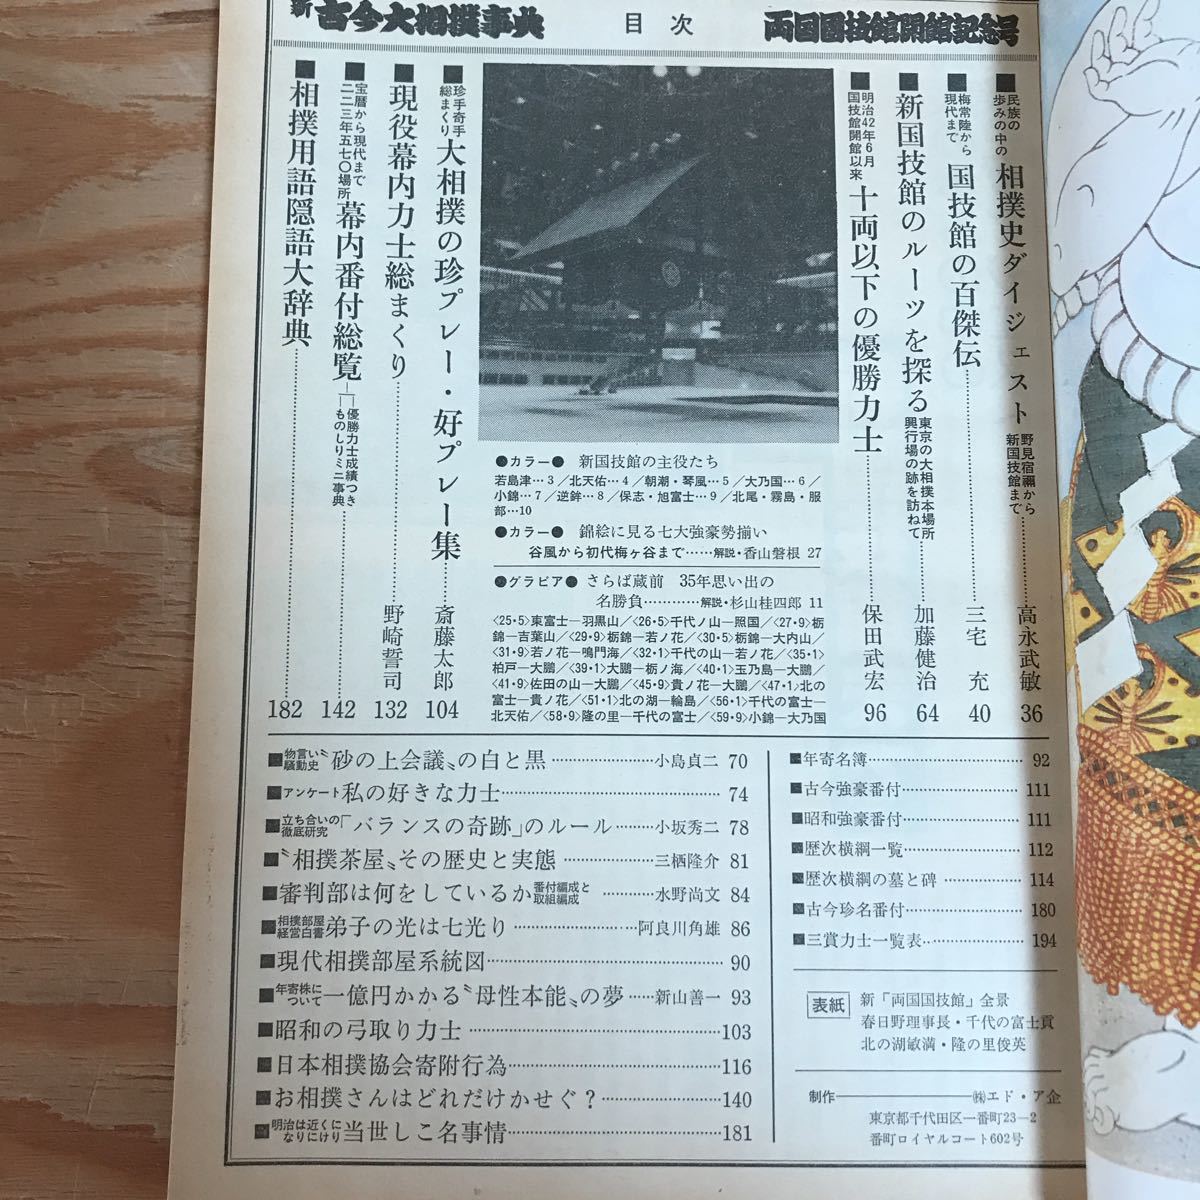 新 古今大相撲事典 目次 両国国技館開館記念号
■民族の歩みの中の 相撲史ダイジェスト 野見宿禰から新国技館まで 高永武敏 36
■梅常陸から現代まで 国技館の百傑伝 三宅 充 40
■新国技館のルーツを探る 東京の大相撲本場所興行場の跡を訪ねて 加藤健治 64
■明治42年6月国技館開館以来 十両以下の優勝力士 保田武宏 96
●カラー● 新国技館の主役たち
若島津…3／北天佑…4／朝潮・琴風…5／大乃国…6／
小錦…7／逆鉾…8／保志・旭富士…9／北尾・霧島・服
部…10
●カラー● 錦絵に見る七大強豪勢揃い
谷風から初代梅ヶ谷まで……解説・香山磐根 27
●グラビア● さらば蔵前 35年思い出の
名勝負…………解説・杉山桂四郎 11
〈25・5〉東富士―羽黒山／〈26・5〉千代ノ山―照国／〈27・9〉栃
錦―吉葉山／〈29・9〉栃錦―若ノ花／〈30・5〉栃錦―大内山／
〈31・9〉若ノ花―鳴門海／〈32・1〉千代の山―若ノ花／〈35・1〉
柏戸―大鵬／〈39・1〉大鵬―栃ノ海／〈40・1〉玉乃島―大鵬／
〈41・9〉佐田の山―大鵬／〈45・9〉貴ノ花―大鵬／〈47・1〉北の
富士―貴ノ花／〈51・1〉北の湖―輪島／〈56・1〉千代の富士―
北天佑／〈58・9〉隆の里―千代の富士／〈59・9〉小錦―大乃国
■珍手奇手総まくり 大相撲の珍プレー・好プレー集 斎藤太郎 104
■現役幕内力士総まくり 野崎誓司 132
■宝暦から現代まで二二三年五七〇場所 幕内番付総覧 優勝力士成績つき ものしりミニ事典 142
■相撲用語隠語大辞典 182
■物言い騒動史 〝砂の上会議〟の白と黒 小島貞二 70
■アンケート 私の好きな力士 74
■立ち合いの徹底研究 「バランスの奇跡」のルール 小坂秀二 78
■〝相撲茶屋〟その歴史と実態 三栖隆介 81
■審判部は何をしているか 番付編成と取組編成 水野尚文 84
■相撲部屋経営白書 弟子の光は七光り 阿良川角雄 86
■現代相撲部屋系統図 90
■年寄株について 一億円かかる〝母性本能〟の夢 新山善一 93
■昭和の弓取り力士 103
■日本相撲協会寄附行為 116
■お相撲さんはどれだけかせぐ？ 140
■明治は近くになりにけり 当世しこ名事情 181
■年寄名簿 92
■古今強豪番付 111
■昭和強豪番付 111
■歴次横綱一覧 112
■歴次横綱の墓と碑 114
■古今珍名番付 180
■三賞力士一覧表 194
表紙 新「両国国技館」全景
春日野理事長・千代の富士貢
北の湖敏満・隆の里俊英
制作――㈱エド・ア企
東京都千代田区一番町23－2
番町ロイヤルコート602号